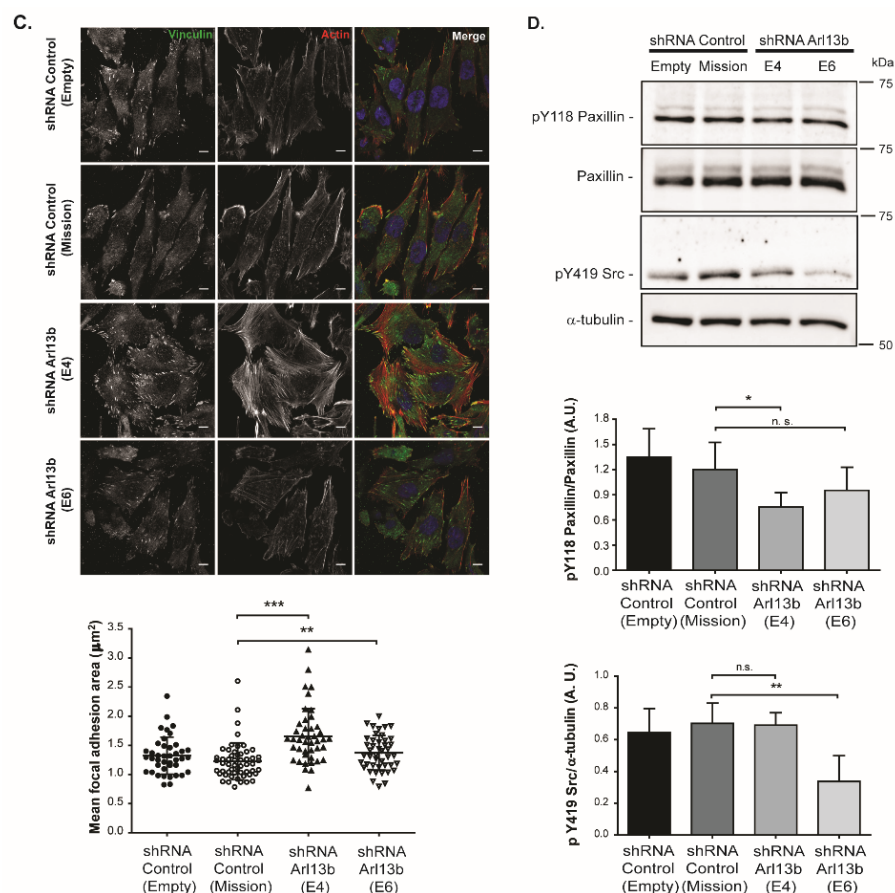 C.
Vinculin
Actin
Merge
shRNA Control
(Empty)
shRNA Control
(Mission)
shRNA Arl13b
(E4)
shRNA Arl13b
(E6)
Mean focal adhesion area (µm²)
3.5
3.0
2.5
2.0
1.5
1.0
0.5
0.0
***
**
shRNA Control (Empty)
shRNA Control (Mission)
shRNA Arl13b (E4)
shRNA Arl13b (E6)
D.
shRNA Control shRNA Arl13b
Empty Mission E4 E6
kDa
75
pY118 Paxillin -
75
Paxillin -
75
pY419 Src -
α-tubulin -
50
pY118 Paxillin/Paxillin (A.U.)
1.8
1.5
1.2
0.9
0.6
0.3
0.0
*
n. s.
shRNA Control (Empty)
shRNA Control (Mission)
shRNA Arl13b (E4)
shRNA Arl13b (E6)
p Y419 Src/α-tubulin (A. U.)
1.0
0.8
0.6
0.4
0.2
0.0
n.s.
**
shRNA Control (Empty)
shRNA Control (Mission)
shRNA Arl13b (E4)
shRNA Arl13b (E6)